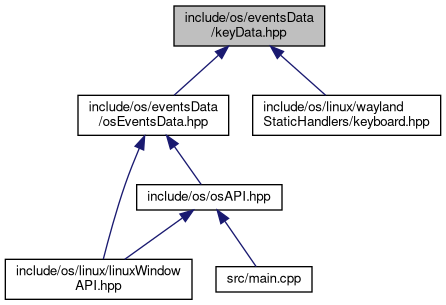 include/os/eventsData
/keyData.hpp
include/os/eventsData
/osEventsData.hpp
include/os/linux/wayland
StaticHandlers/keyboard.hpp
include/os/osAPI.hpp
include/os/linux/linuxWindow
API.hpp
src/main.cpp